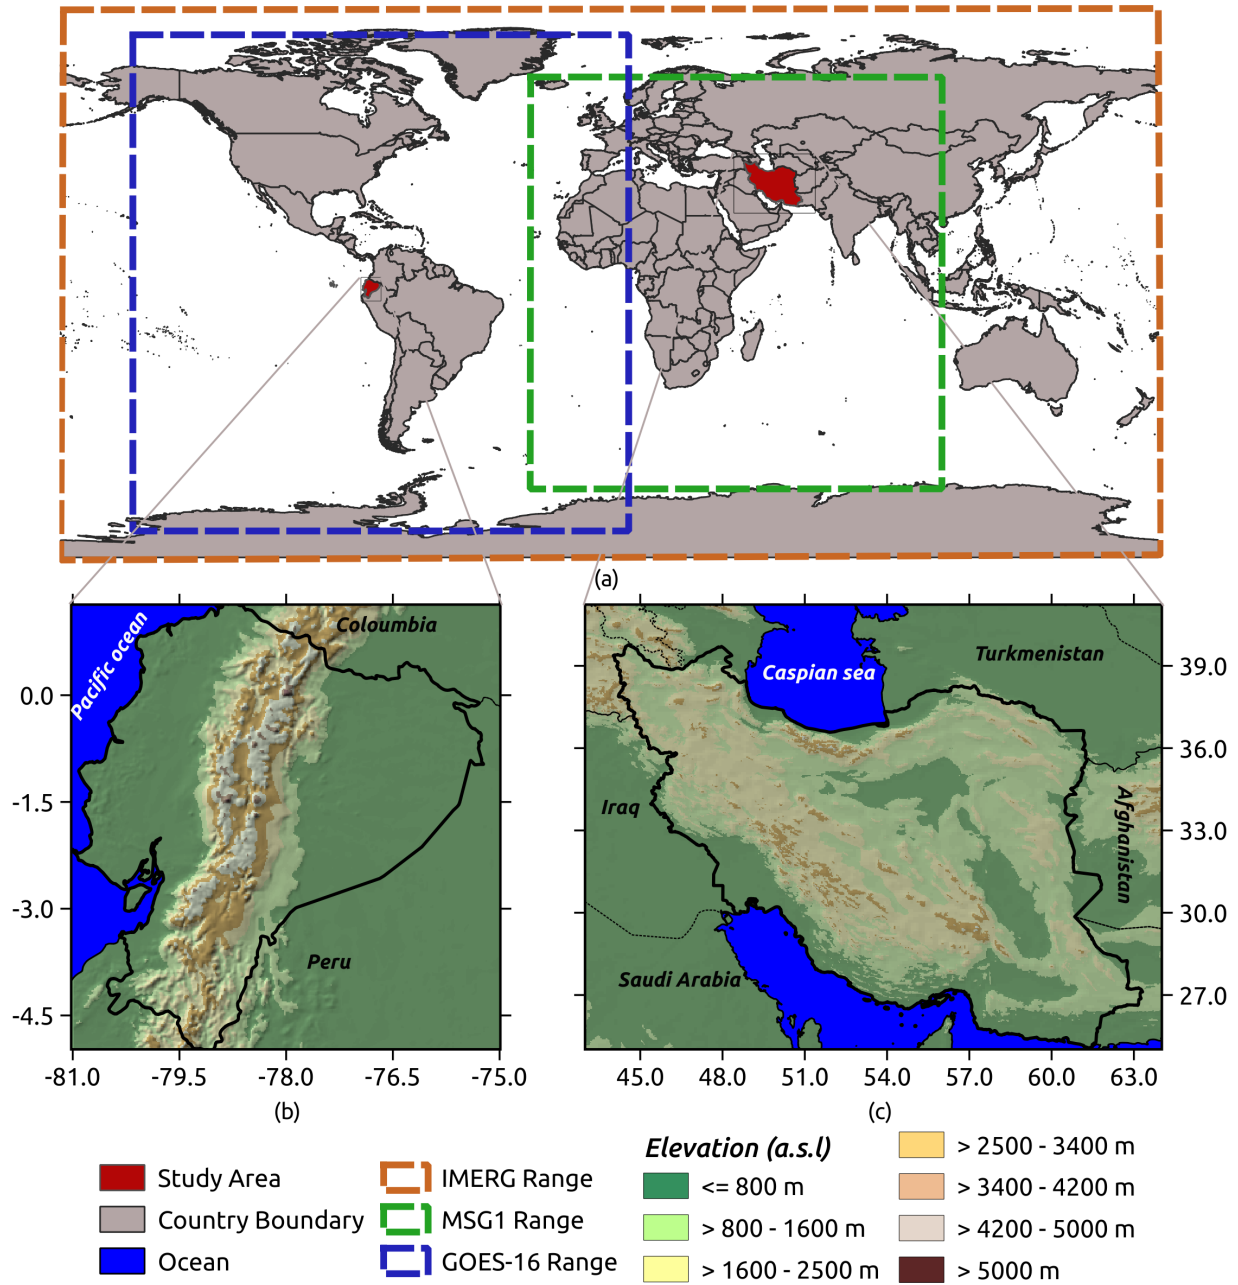 (a)
Pacific ocean
Coloumbia
Peru
0.0
-1.5
-3.0
-4.5
-81.0
-79.5
-78.0
-76.5
-75.0
(b)
Caspian sea
Turkmenistan
Iraq
Afghanistan
Saudi Arabia
39.0
36.0
33.0
30.0
27.0
45.0
48.0
51.0
54.0
57.0
60.0
63.0
(c)
Study Area
Country Boundary
Ocean
IMERG Range
MSG1 Range
GOES-16 Range
Elevation (a.s.l)
<= 800 m
> 800 - 1600 m
> 1600 - 2500 m
> 2500 - 3400 m
> 3400 - 4200 m
> 4200 - 5000 m
> 5000 m